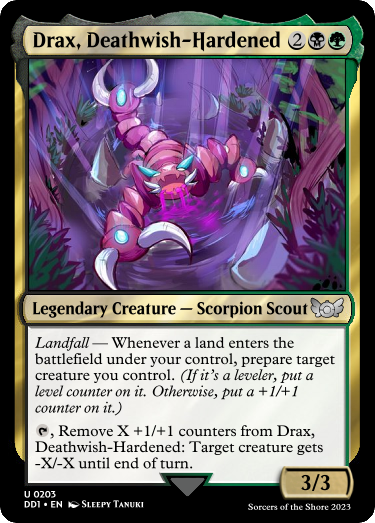 Drax, Deathwish-Hardened 2
Legendary Creature — Scorpion Scout
Landfall — Whenever a land enters the
battlefield under your control, prepare target
creature you control. (If it's a leveler, put a
level counter on it. Otherwise, put a +1/+1
counter on it.)
, Remove X +1/+1 counters from Drax,
Deathwish-Hardened: Target creature gets
-X/-X until end of turn.
3/3
U 0203
DD1 • EN Sleepy Tanuki
Sorcers of the Shore 2023